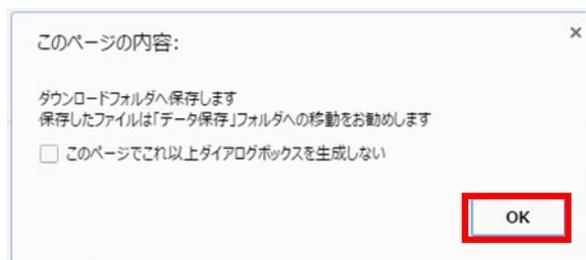 このページの内容:
×
ダウンロードフォルダへ保存します
保存したファイルは「データ保存」フォルダへの移動をお勧めします
このページでこれ以上ダイアログボックスを生成しない
OK